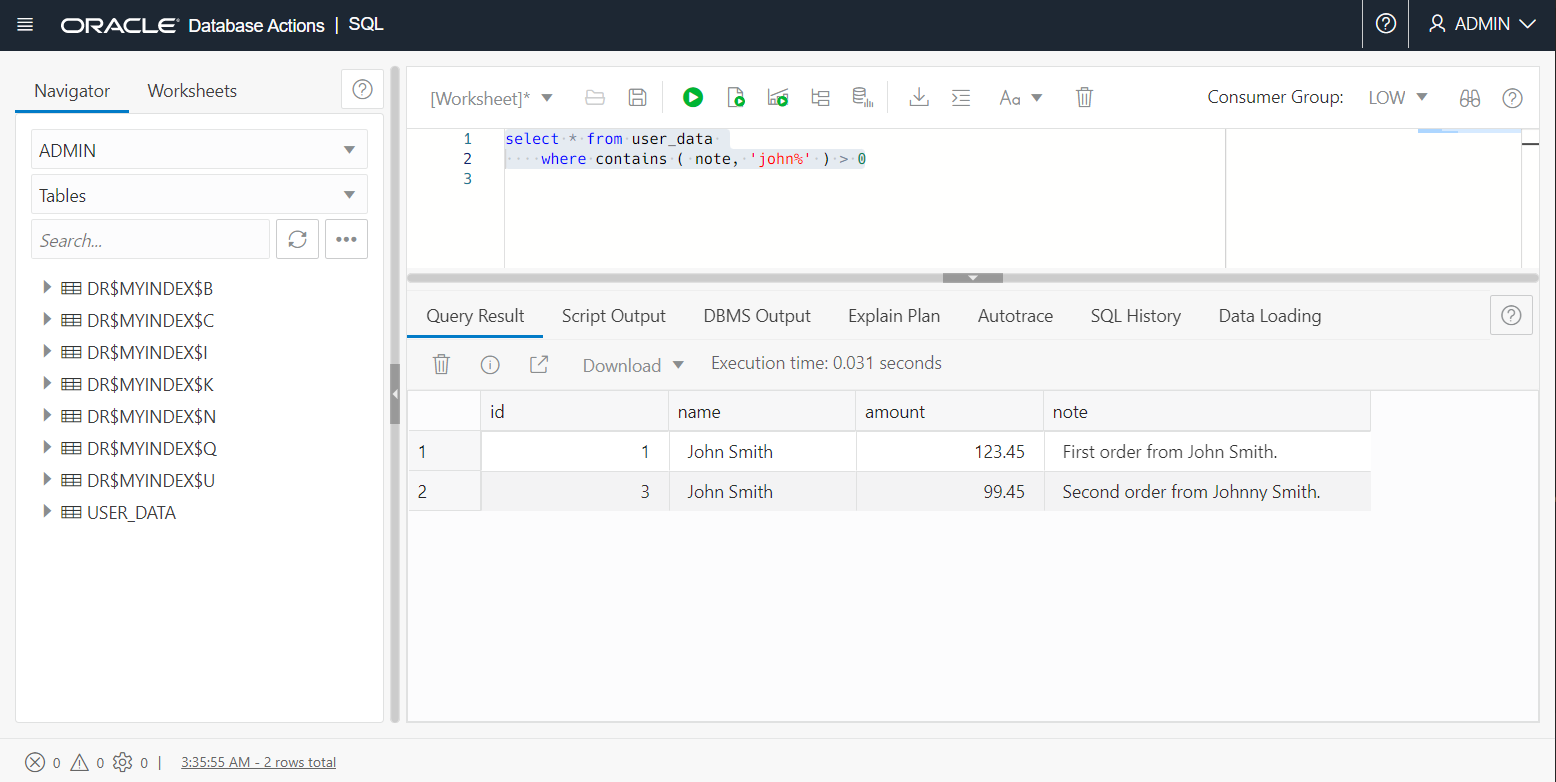 ORACLE Database Actions | SQL
ADMIN
Navigator
Worksheets
ADMIN
Tables
Search...
DR$MYINDEX$B
DR$MYINDEX$C
DR$MYINDEX$I
DR$MYINDEX$K
DR$MYINDEX$N
DR$MYINDEX$Q
DR$MYINDEX$U
USER_DATA
[Worksheet]*
Aa
Consumer Group: LOW
1 select * from user_data
2 where contains ( note, 'john%' ) > 0
3
Query Result Script Output DBMS Output Explain Plan Autotrace SQL History Data Loading
Download Execution time: 0.031 seconds
id name amount note
1 1 John Smith 123.45 First order from John Smith.
2 3 John Smith 99.45 Second order from Johnny Smith.
0 0 0 | 3:35:55 AM - 2 rows total